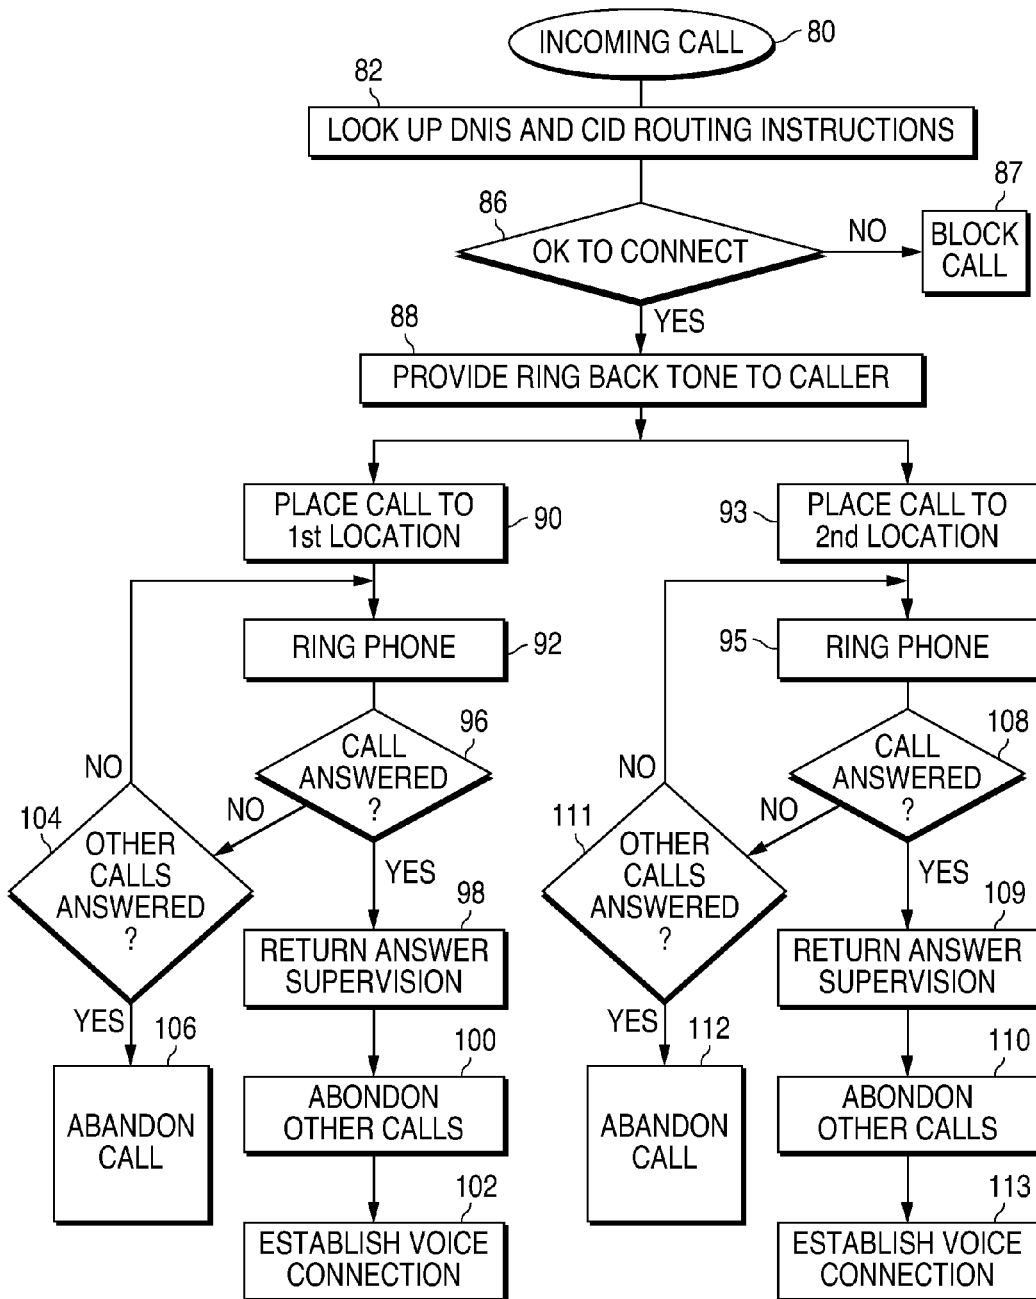 INCOMING CALL
80
82
LOOK UP DNIS AND CID ROUTING INSTRUCTIONS
86
OK TO CONNECT
NO
87
BLOCK
CALL
YES
88
PROVIDE RING BACK TONE TO CALLER
PLACE CALL TO
1st LOCATION
90
93
PLACE CALL TO
2nd LOCATION
RING PHONE
92
95
RING PHONE
NO
96
CALL
ANSWERED
?
NO
104
OTHER
CALLS
ANSWERED
?
YES
98
RETURN ANSWER
SUPERVISION
YES
106
ABANDON
CALL
100
ABONDON
OTHER CALLS
102
ESTABLISH VOICE
CONNECTION
NO
108
CALL
ANSWERED
?
NO
111
OTHER
CALLS
ANSWERED
?
YES
109
RETURN ANSWER
SUPERVISION
YES
112
ABANDON
CALL
110
ABONDON
OTHER CALLS
113
ESTABLISH VOICE
CONNECTION